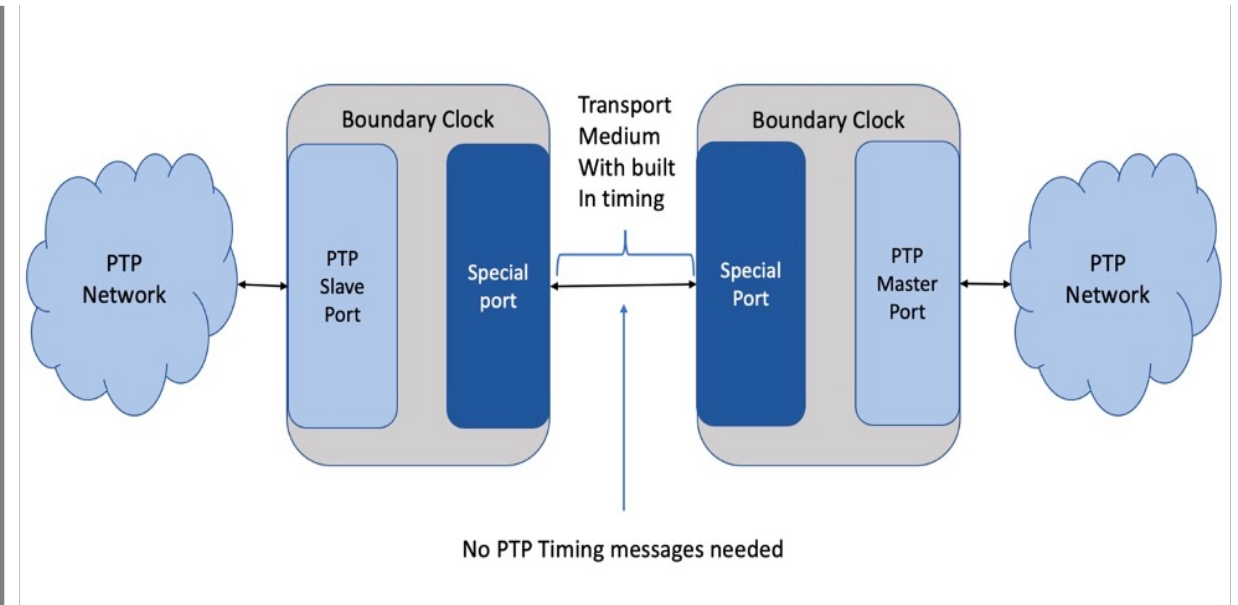 Boundary Clock
Transport
Medium
With built
In timing
Boundary Clock
PTP
Network
PTP
Slave
Port
Special
port
Special
Port
PTP
Master
Port
PTP
Network
No PTP Timing messages needed